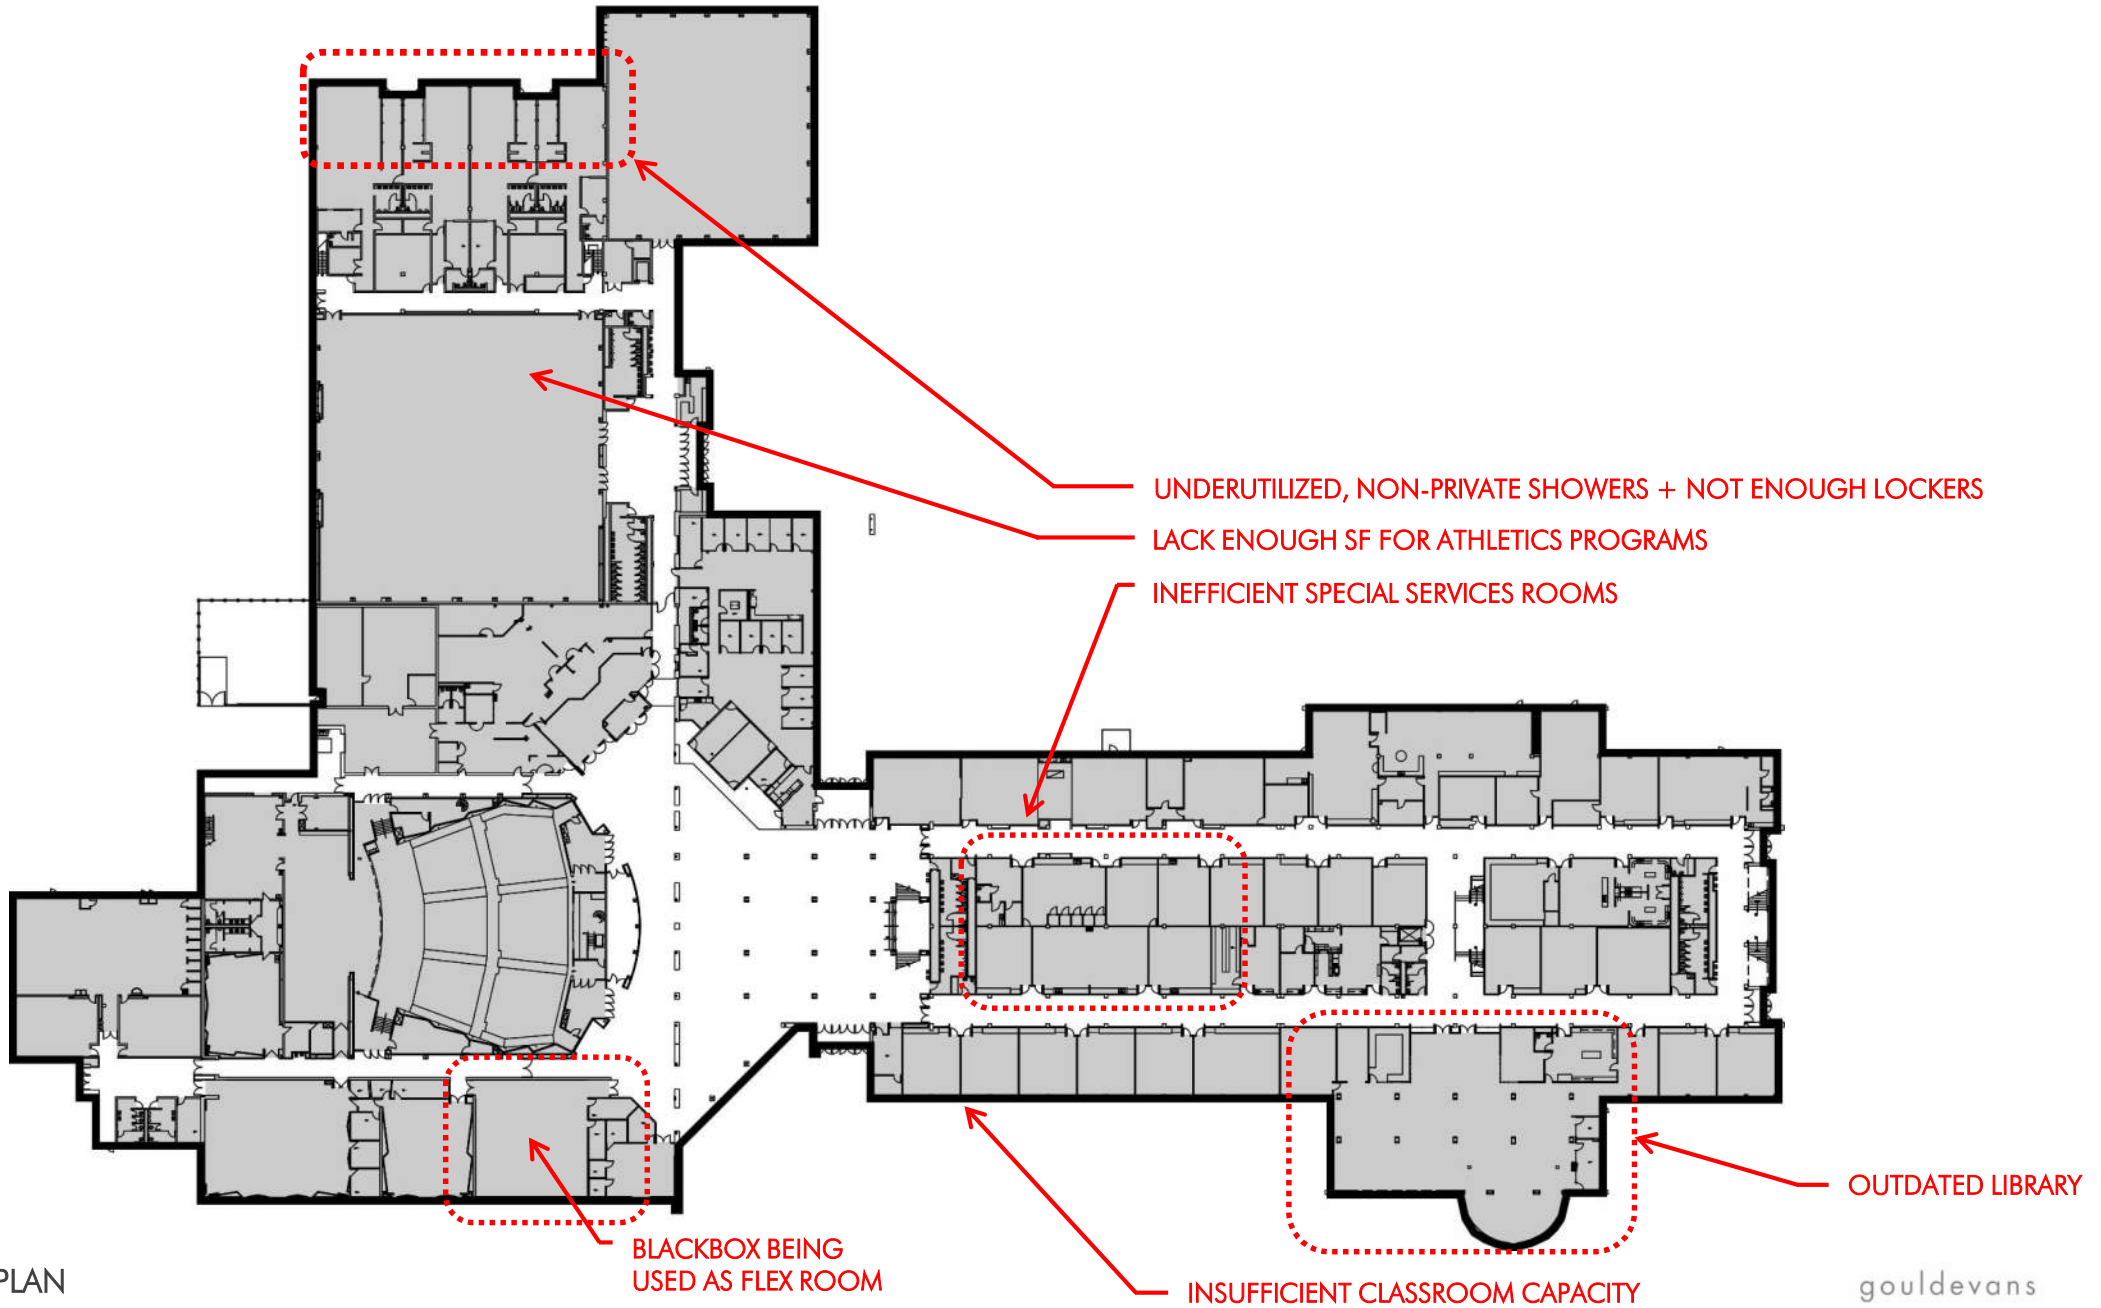 UNDERUTILIZED, NON-PRIVATE SHOWERS + NOT ENOUGH LOCKERS
LACK ENOUGH SF FOR ATHLETICS PROGRAMS
INEFFICIENT SPECIAL SERVICES ROOMS
OUTDATED LIBRARY
BLACKBOX BEING
USED AS FLEX ROOM
INSUFFICIENT CLASSROOM CAPACITY
PLAN
gouldevans